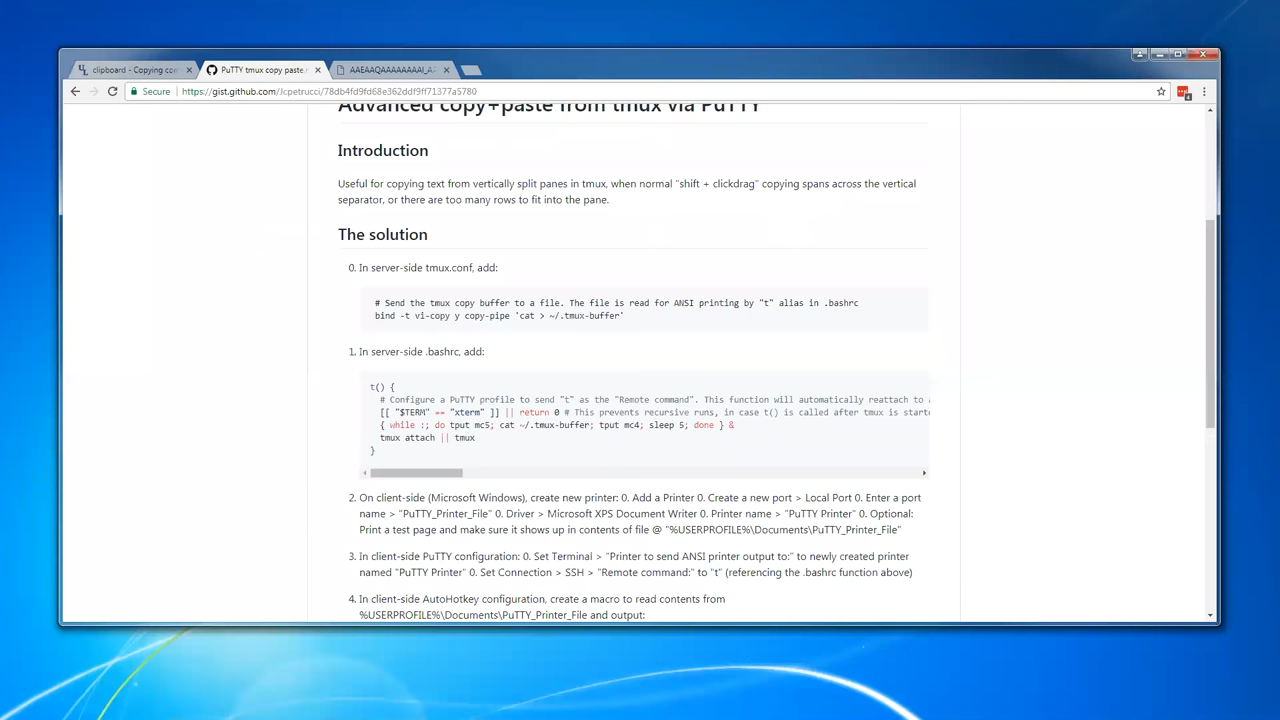 clipboard - Copying con
PuTTY tmux copy paste.
AAEAAQAAAAAAAAI_A
Secure
https://gist.github.com/Jcpetrucci/78db4fd9fd68e362ddf9ff71377a5780
Advanced copy+paste from tmux via PuTTY
Introduction
Useful for copying text from vertically split panes in tmux, when normal "shift + clickdrag" copying spans across the vertical
separator, or there are too many rows to fit into the pane.
The solution
0. In server-side tmux.conf, add:
# Send the tmux copy buffer to a file. The file is read for ANSI printing by "t" alias in .bashrc
bind -t vi-copy y copy-pipe 'cat > ~/.tmux-buffer'
1. In server-side .bashrc, add:
t() {
# Configure a PuTTY profile to send "t" as the "Remote command". This function will automatically reattach to
[[ "$TERM" == "xterm" ]] || return 0 # This prevents recursive runs, in case t() is called after tmux is starte
{ while :; do tput mc5; cat ~/.tmux-buffer; tput mc4; sleep 5; done } &
tmux attach || tmux
}
2. On client-side (Microsoft Windows), create new printer: 0. Add a Printer 0. Create a new port > Local Port 0. Enter a port
name > "PuTTY_Printer_File" 0. Driver > Microsoft XPS Document Writer 0. Printer name > "PuTTY Printer" 0. Optional:
Print a test page and make sure it shows up in contents of file @ "%USERPROFILE%\Documents\PuTTY_Printer_File"
3. In client-side PuTTY configuration: 0. Set Terminal > "Printer to send ANSI printer output to:" to newly created printer
named "PuTTY Printer" 0. Set Connection > SSH > "Remote command:" to "t" (referencing the .bashrc function above)
4. In client-side AutoHotkey configuration, create a macro to read contents from
%USERPROFILE%\Documents\PuTTY_Printer_File and output: